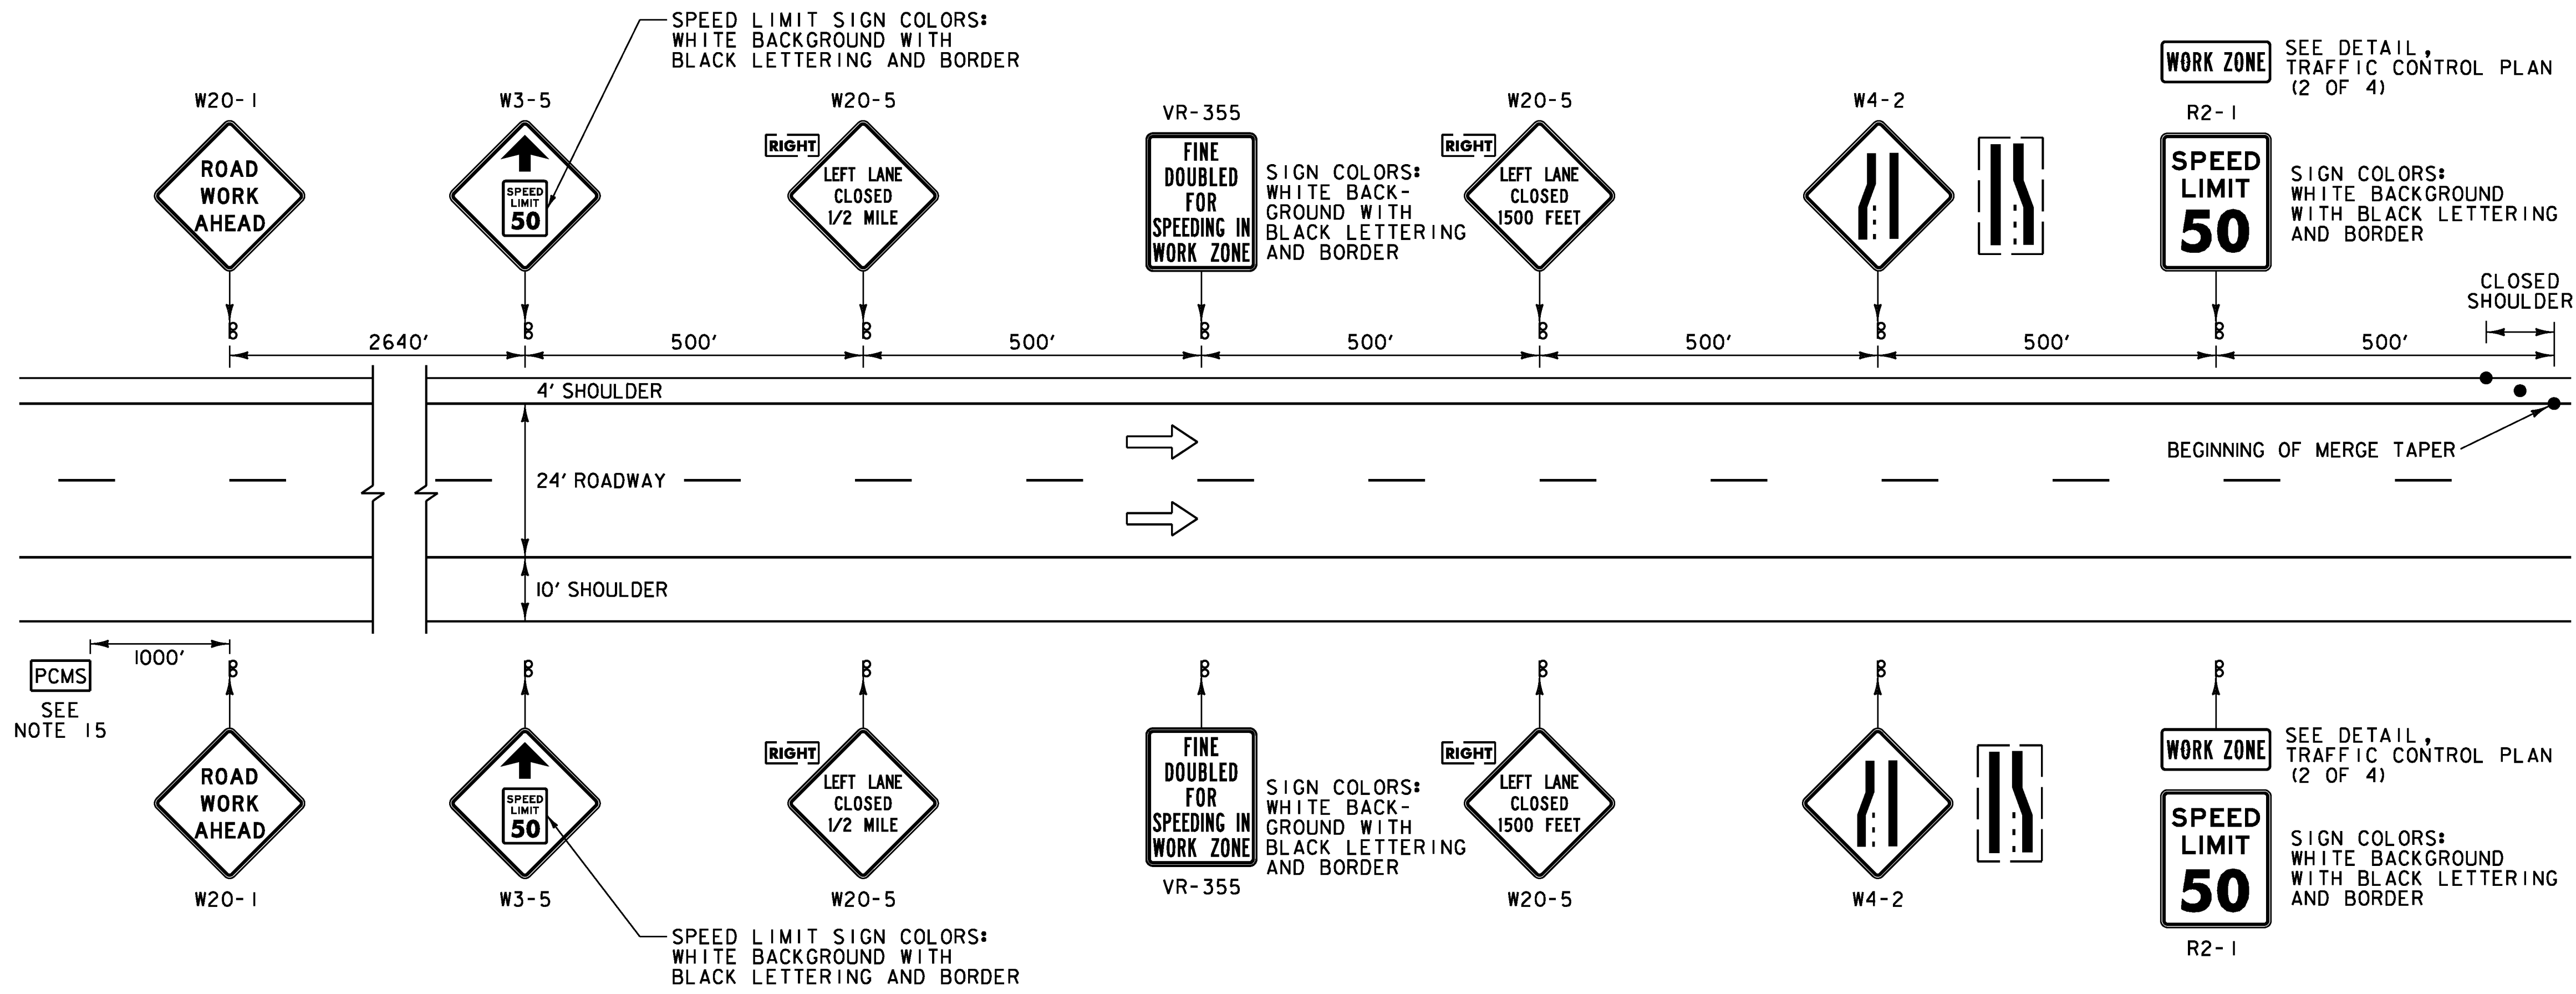 SPEED LIMIT SIGN COLORS:
WHITE BACKGROUND WITH
BLACK LETTERING AND BORDER
W20-1
ROAD
WORK
AHEAD
W3-5
SPEED
LIMIT
50
W20-5
RIGHT
LEFT LANE
CLOSED
1/2 MILE
VR-355
FINE
DOUBLED
FOR
SPEEDING IN
WORK ZONE
SIGN COLORS:
WHITE BACK-
GROUND WITH
BLACK LETTERING
AND BORDER
W20-5
RIGHT
LEFT LANE
CLOSED
1500 FEET
W4-2
WORK ZONE
SEE DETAIL,
TRAFFIC CONTROL PLAN
(2 OF 4)
R2-1
SPEED
LIMIT
50
SIGN COLORS:
WHITE BACKGROUND
WITH BLACK LETTERING
AND BORDER
CLOSED
SHOULDER
2640'
500'
500'
500'
500'
500'
500'
4' SHOULDER
BEGINNING OF MERGE TAPER
24' ROADWAY
10' SHOULDER
1000'
PCMS
SEE
NOTE 15
ROAD
WORK
AHEAD
W20-1
SPEED
LIMIT
50
W3-5
RIGHT
LEFT LANE
CLOSED
1/2 MILE
W20-5
FINE
DOUBLED
FOR
SPEEDING IN
WORK ZONE
VR-355
SIGN COLORS:
WHITE BACK-
GROUND WITH
BLACK LETTERING
AND BORDER
RIGHT
LEFT LANE
CLOSED
1500 FEET
W20-5
W4-2
WORK ZONE
SEE DETAIL,
TRAFFIC CONTROL PLAN
(2 OF 4)
SPEED
LIMIT
50
R2-1
SIGN COLORS:
WHITE BACKGROUND
WITH BLACK LETTERING
AND BORDER
SPEED LIMIT SIGN COLORS:
WHITE BACKGROUND WITH
BLACK LETTERING AND BORDER